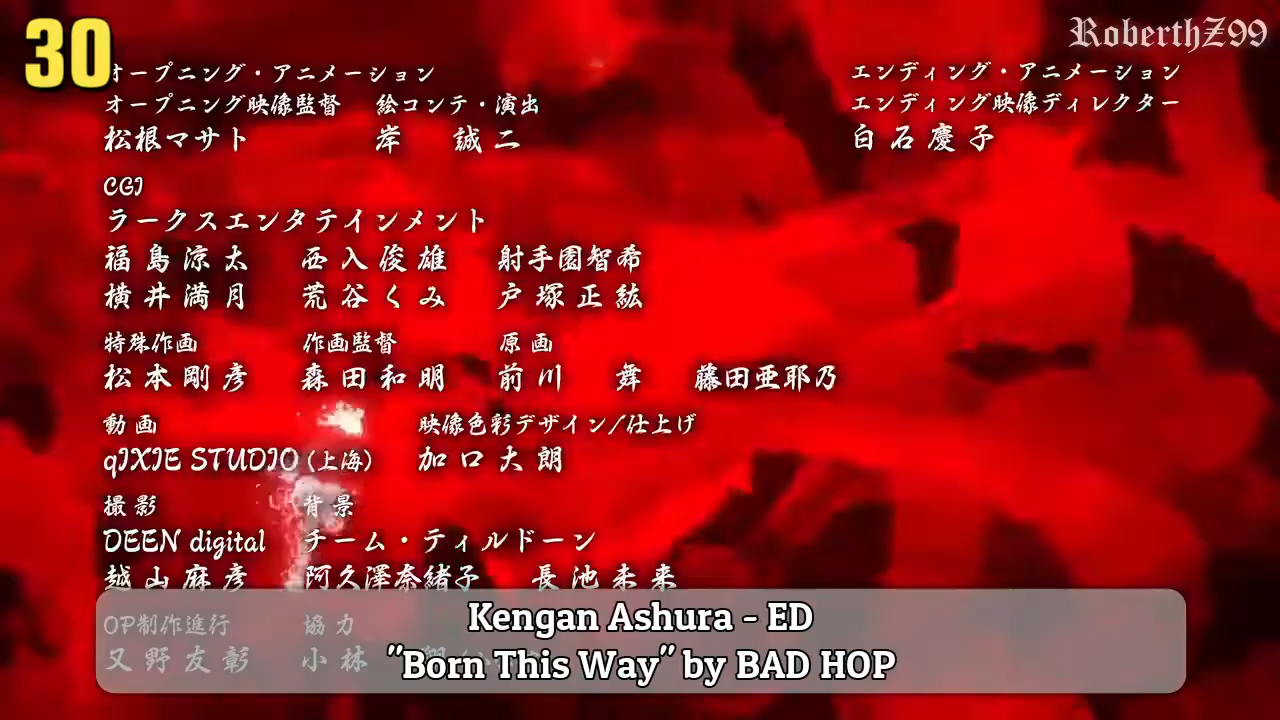 30
RoberthZ99
オープニング・アニメーション
オープニング映像監督 絵コンテ・演出
松根マサト 岸 誠二
エンディング・アニメーション
エンディング映像ディレクター
白石慶子
CGI
ラークスエンタテインメント
福島涼太 西入俊雄 射手園智希
横井満月 荒谷くみ 戸塚正紘
特殊作画 作画監督 原画
松本剛彦 森田和明 前川 舞 藤田亜耶乃
動画 映像色彩デザイン/仕上げ
qIXIE STUDIO (上海) 加口大朗
撮影 背景
DEEN digital チーム・ティルドーン
越山麻彦 阿久澤奈緒子 長池未来
OP制作進行 協力
又野友彰 小林
Kengan Ashura - ED
"Born This Way" by BAD HOP